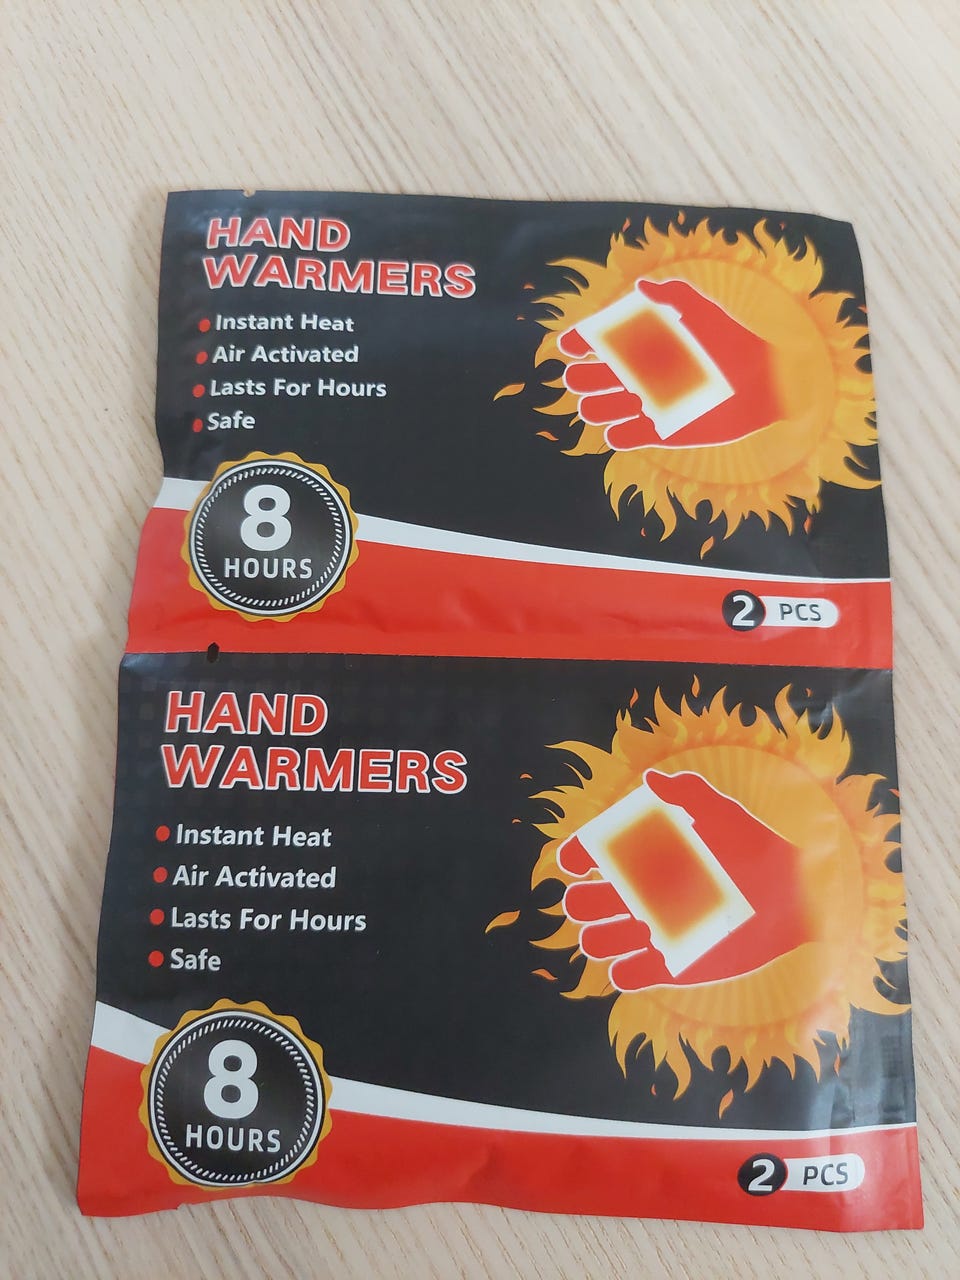 HAND
WARMERS
Instant Heat
Air Activated
Lasts For Hours
Safe
8
HOURS
2 PCS
HAND
WARMERS
Instant Heat
Air Activated
Lasts For Hours
Safe
8
HOURS
2 PCS